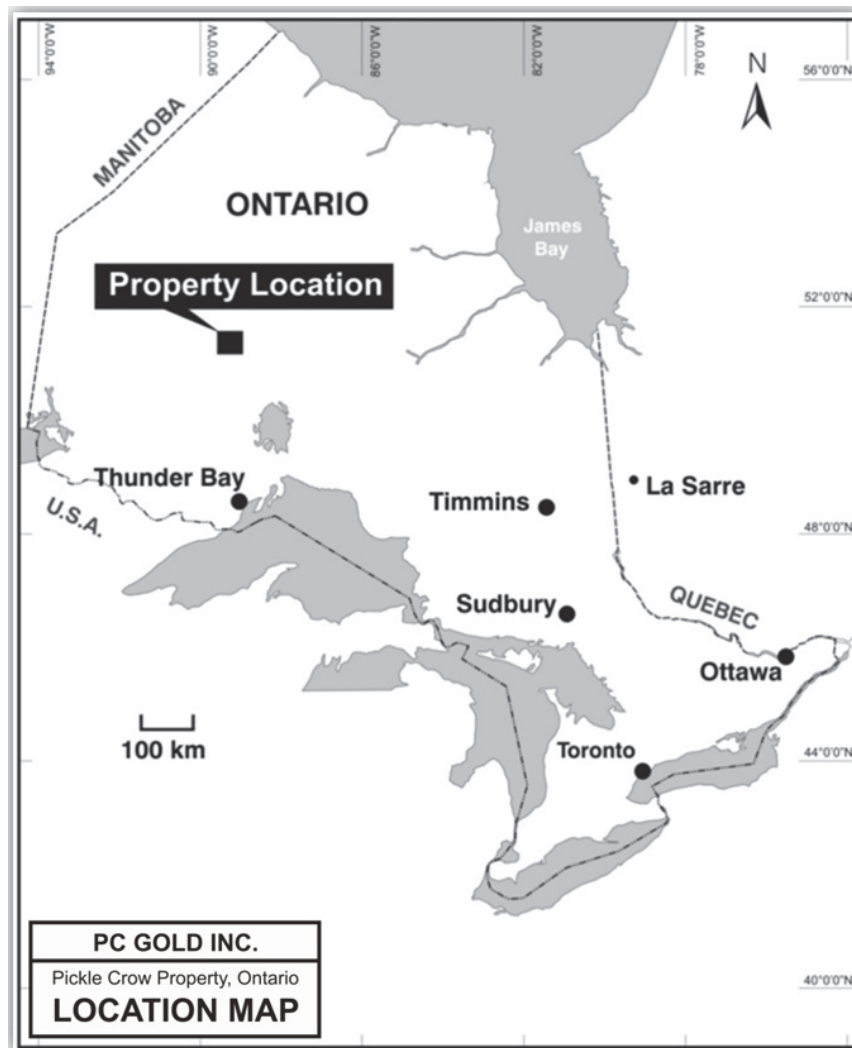 94°0'0"W
90°0'0"W
86°0'0"W
82°0'0"W
78°0'0"W
56°0'0"N
N
MANITOBA
ONTARIO
James
Bay
Property Location
52°0'0"N
Thunder Bay
La Sarre
Timmins
U.S.A.
48°0'0"N
Sudbury
QUEBEC
Ottawa
100 km
Toronto
44°0'0"N
PC GOLD INC.
Pickle Crow Property, Ontario
LOCATION MAP
40°0'0"N